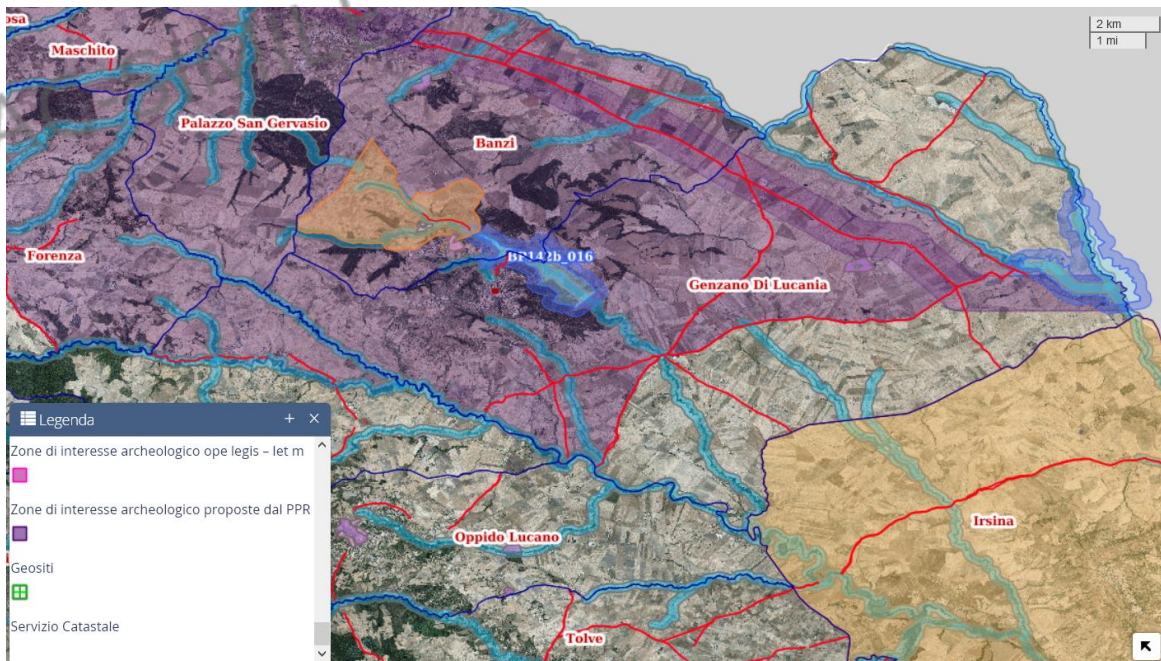 2 km
1 mi
osa
Maschito
Palazzo San Gervasio
Banzi
Forenza
BP142b_016
Genzano Di Lucania
Legenda + ×
Zone di interesse archeologico ope legis – let m
Zone di interesse archeologico proposte dal PPR
Geositi
Servizio Catastale
Oppido Lucano
Irsina
Tolve